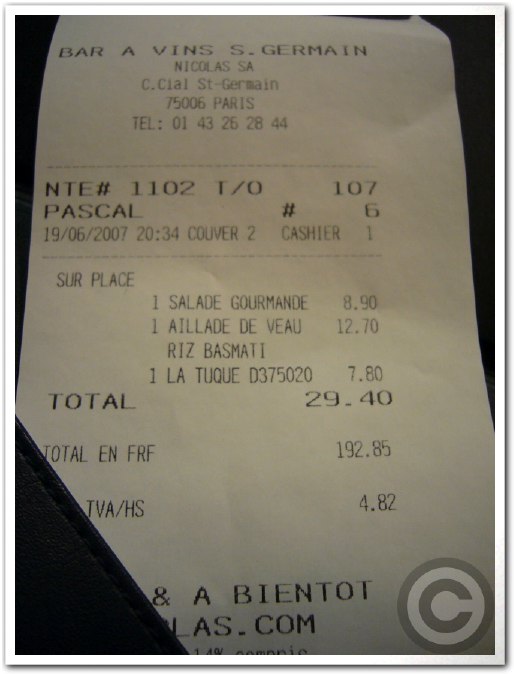 BAR A VINS S.GERMAIN
NICOLAS SA
C.Cial St-Germain
75006 PARIS
TEL: 01 43 26 28 44
NTE# 1102 T/O 107
PASCAL # 6
19/06/2007 20:34 COUVER 2 CASHIER 1
SUR PLACE
1 SALADE GOURMANDE 8.90
1 AILLADE DE VEAU 12.70
RIZ BASMATI
1 LA TUQUE D375020 7.80
TOTAL 29.40
TOTAL EN FRF 192.85
TVA/HS 4.82
& A BIENTOT
LAS.COM
14% compris
©